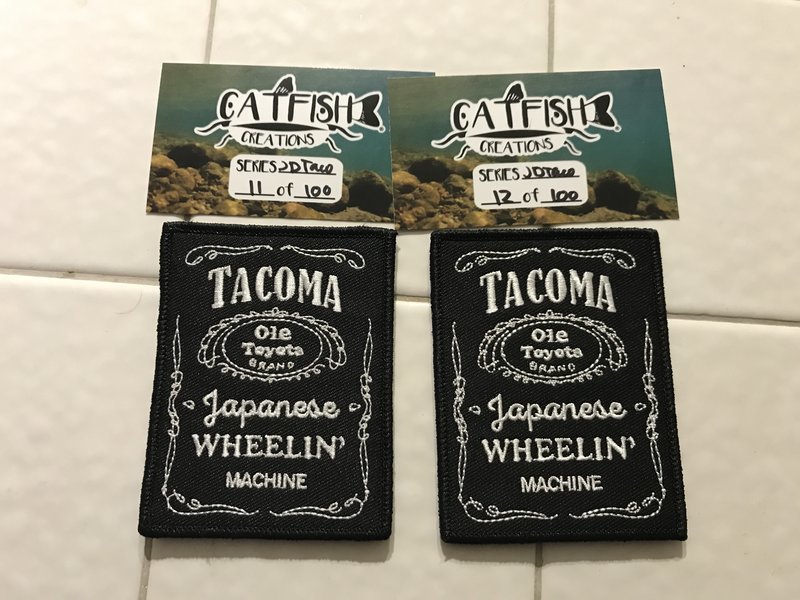 CATFISH
CREATIONS
SERIES JD Taco
11 of 100
CATFISH
CREATIONS
SERIES JD Taco
12 of 100
TACOMA
Ole
Toyota
BRAND
Japanese
WHEELIN'
MACHINE
TACOMA
Ole
Toyota
BRAND
Japanese
WHEELIN'
MACHINE